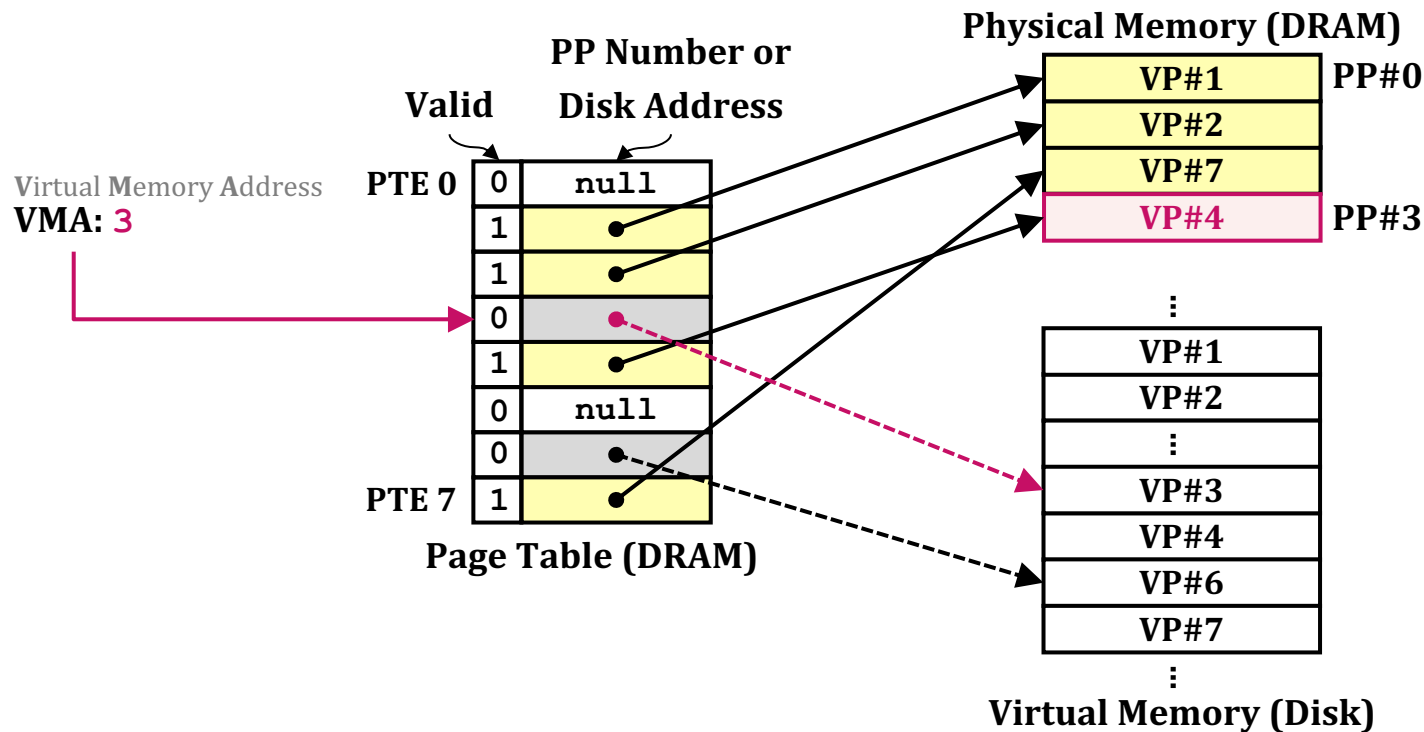 Physical Memory (DRAM)
PP Number or
Disk Address
Valid
VP#1 PP#0
VP#2
VP#7
VP#4 PP#3
⋮
Virtual Memory Address
VMA: 3
PTE 0 0 null
1
1
0
1
0 null
0
PTE 7 1
Page Table (DRAM)
VP#1
VP#2
⋮
VP#3
VP#4
VP#6
VP#7
⋮
Virtual Memory (Disk)